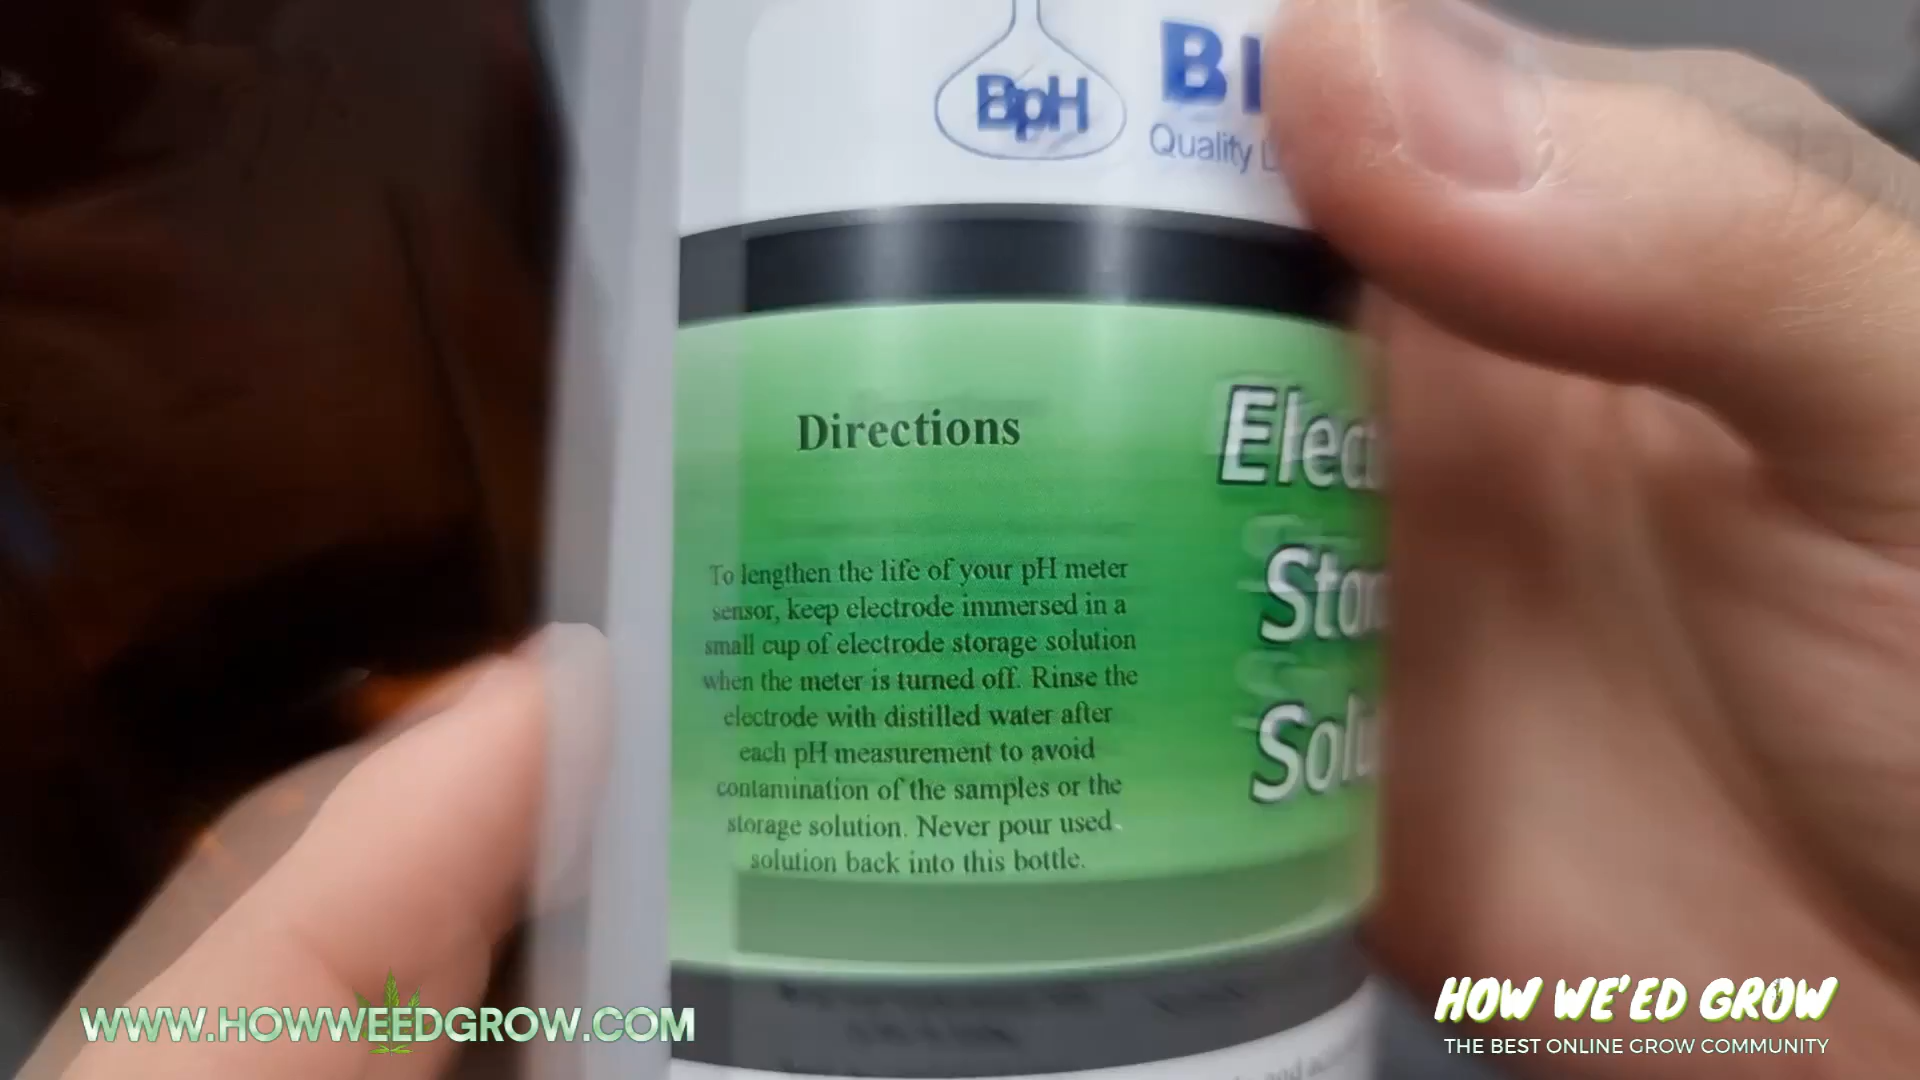 BpH
Quality
Directions
To lengthen the life of your pH meter
sensor, keep electrode immersed in a
small cup of electrode storage solution
when the meter is turned off. Rinse the
electrode with distilled water after
each pH measurement to avoid
contamination of the samples or the
storage solution. Never pour used
solution back into this bottle.
Elec
Stor
Solu
WWW.HOWWEEDGROW.COM
HOW WE'ED GROW
THE BEST ONLINE GROW COMMUNITY